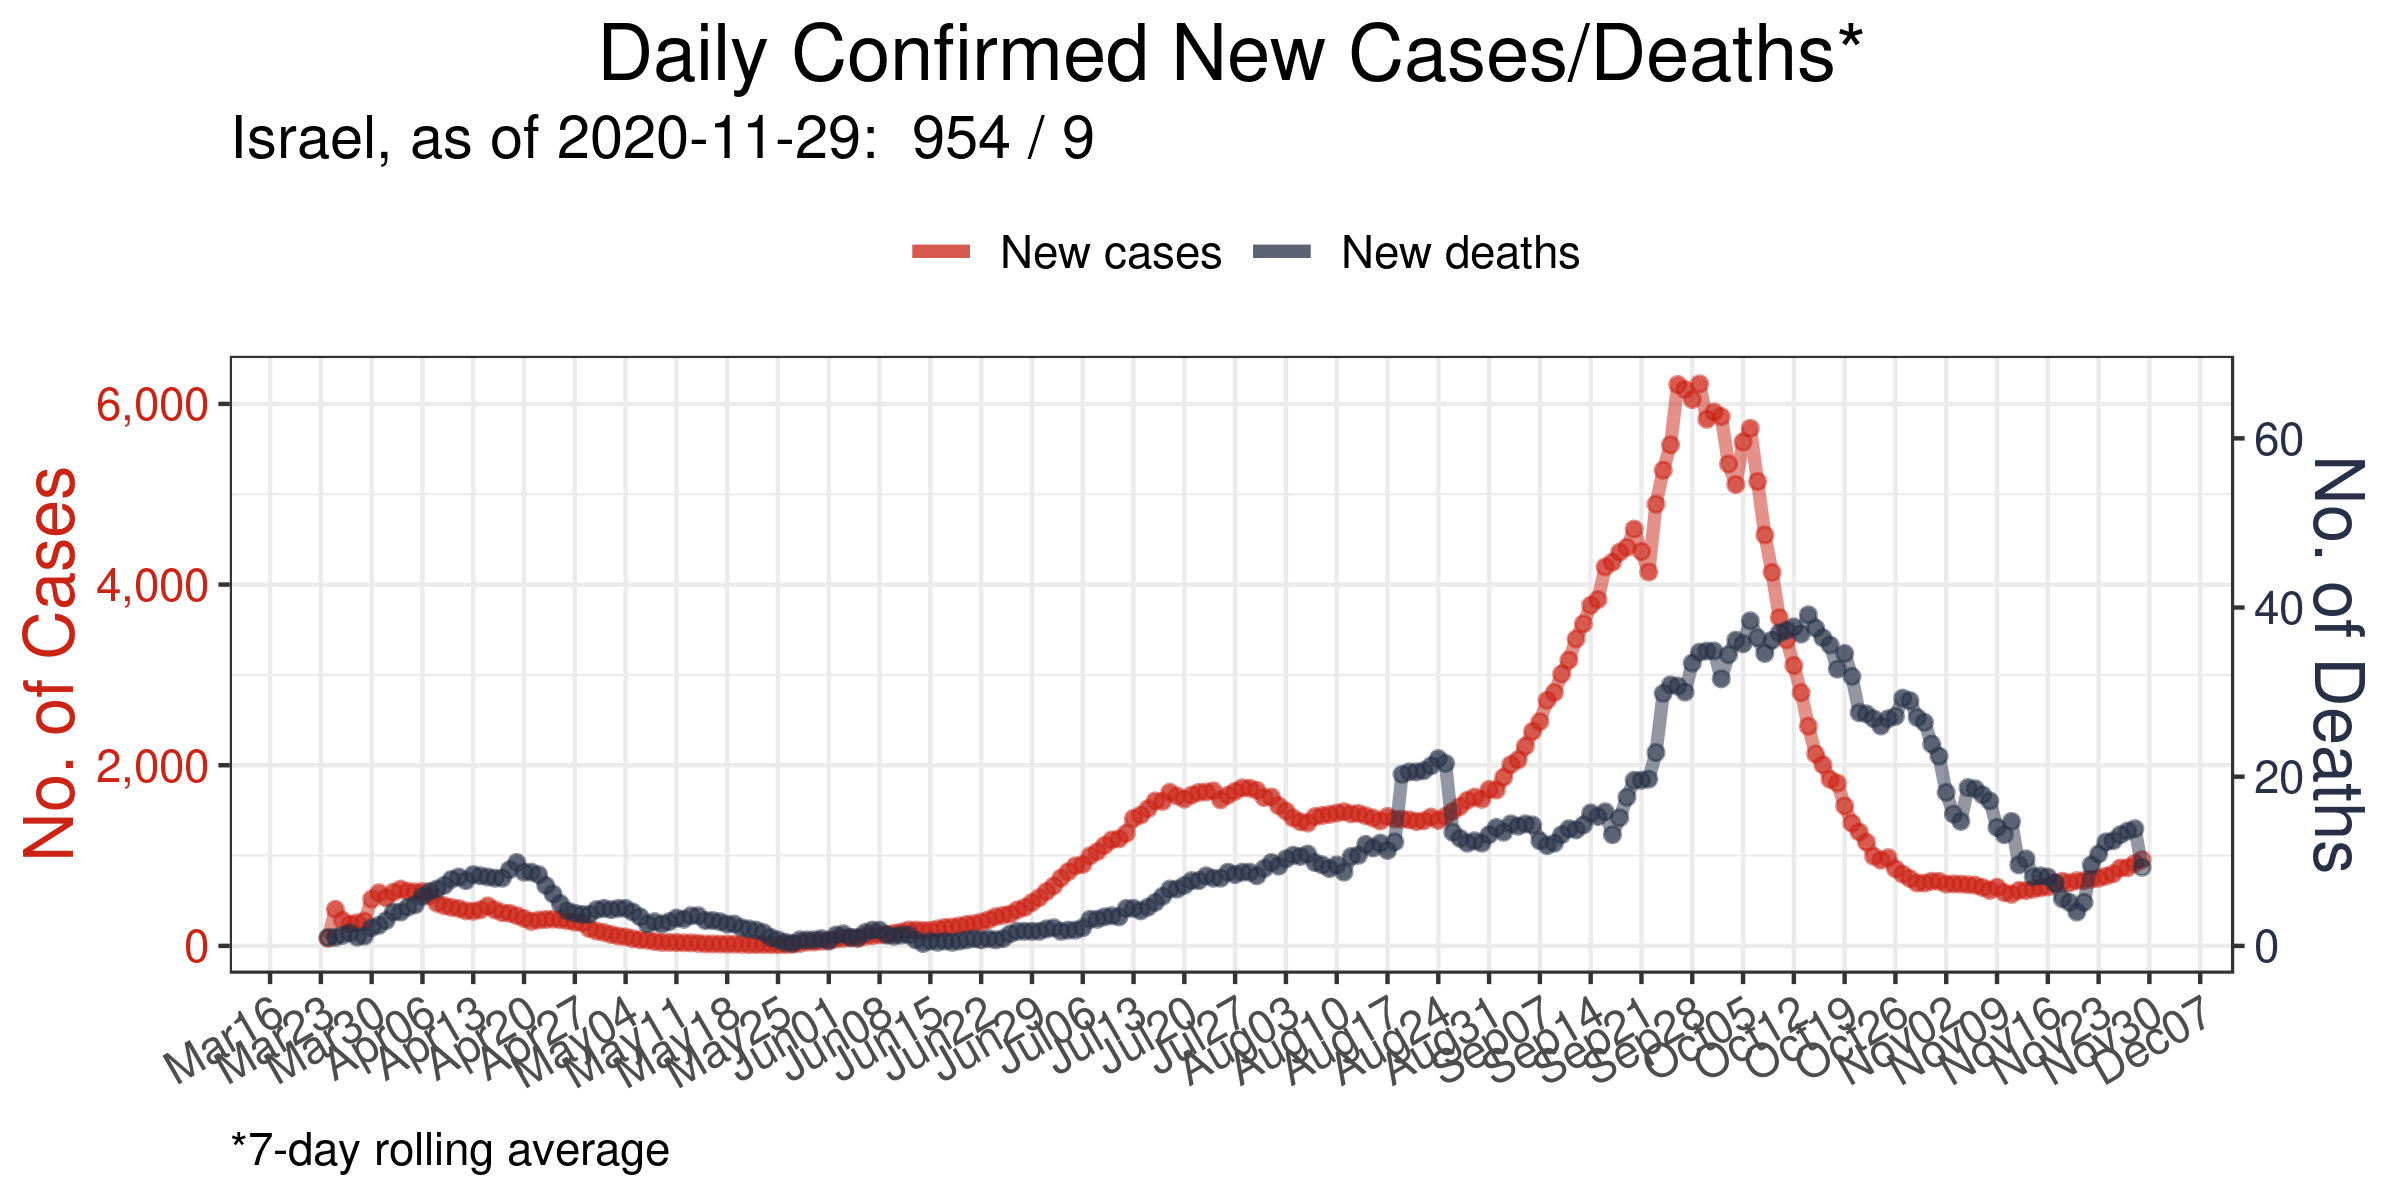 Daily Confirmed New Cases/Deaths*
Israel, as of 2020-11-29:  954 / 9
New cases
New deaths
No. of Cases
6,000
4,000
2,000
0
60
40
20
0
No. of Deaths
Mar16
Mar23
Mar30
Apr06
Apr13
Apr20
Apr27
May04
May11
May18
May25
Jun01
Jun08
Jun15
Jun22
Jun29
Jul06
Jul13
Jul20
Jul27
Aug03
Aug10
Aug17
Aug24
Aug31
Sep07
Sep14
Sep21
Sep28
Oct05
Oct12
Oct19
Oct26
Nov02
Nov09
Nov16
Nov23
Nov30
Dec07
*7-day rolling average